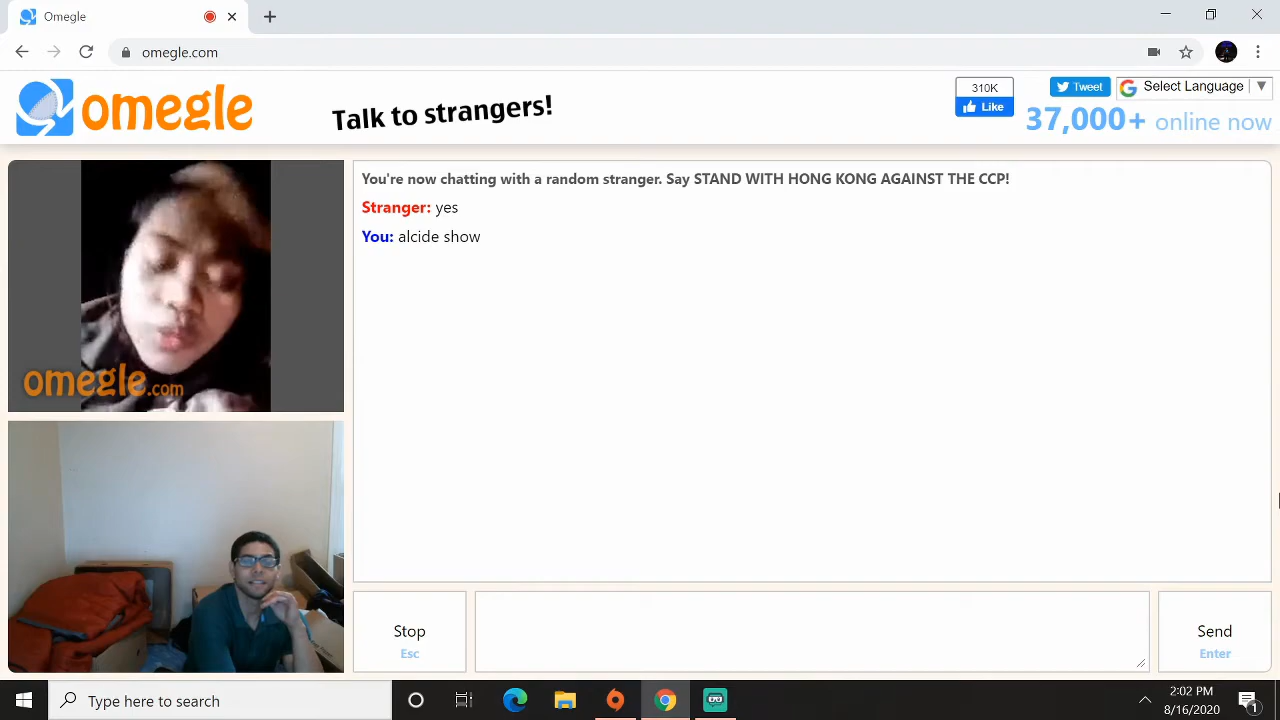 Omegle
omegle.com
omegle
Talk to strangers!
310K
Like
Tweet
Select Language
37,000+ online now
omegle.com
You're now chatting with a random stranger. Say STAND WITH HONG KONG AGAINST THE CCP!
Stranger: yes
You: alcide show
Stop
Esc
Send
Enter
Type here to search
2:02 PM
8/16/2020
1